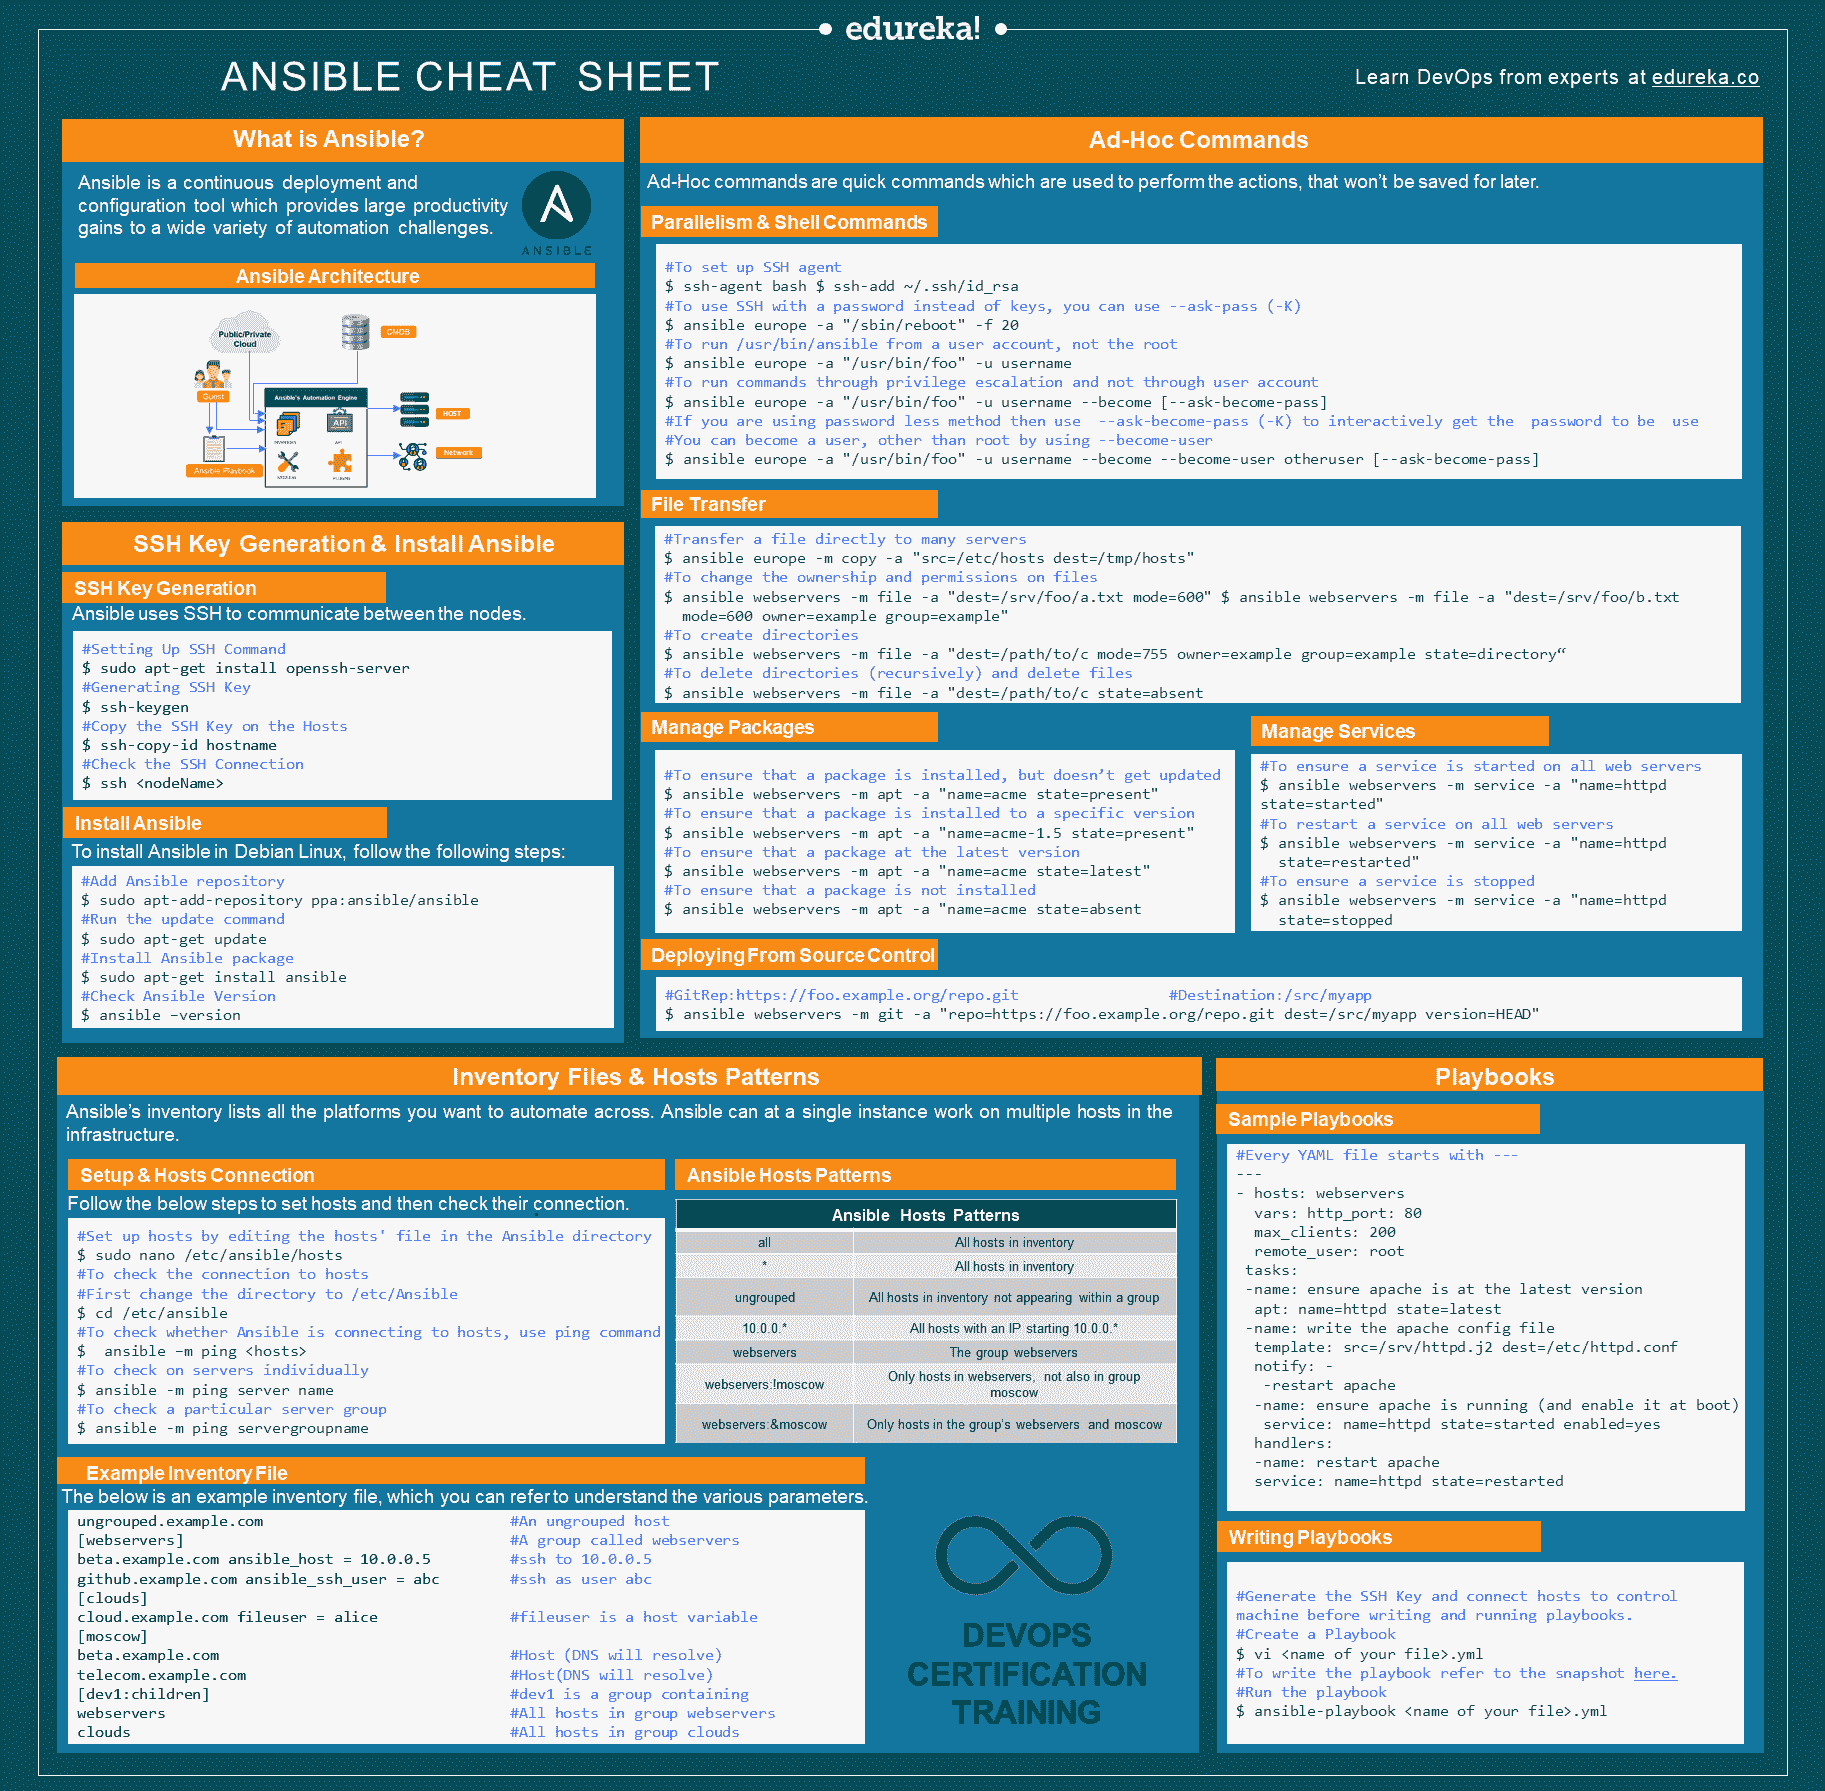 edureka!
ANSIBLE CHEAT SHEET
Learn DevOps from experts at edureka.co
What is Ansible?
Ansible is a continuous deployment and
configuration tool which provides large productivity
gains to a wide variety of automation challenges.
ANSIBLE
Ansible Architecture
Public/Private
Cloud
CMDB
Guest
Ansible's Automation Engine
API
HOST
API
Network
Ansible Playbook
SSH Key Generation & Install Ansible
SSH Key Generation
Ansible uses SSH to communicate between the nodes.
#Setting Up SSH Command
$ sudo apt-get install openssh-server
#Generating SSH Key
$ ssh-keygen
#Copy the SSH Key on the Hosts
$ ssh-copy-id hostname
#Check the SSH Connection
$ ssh <nodeName>
Install Ansible
To install Ansible in Debian Linux, follow the following steps:
#Add Ansible repository
$ sudo apt-add-repository ppa:ansible/ansible
#Run the update command
$ sudo apt-get update
#Install Ansible package
$ sudo apt-get install ansible
#Check Ansible Version
$ ansible –version
Ad-Hoc Commands
Ad-Hoc commands are quick commands which are used to perform the actions, that won't be saved for later.
Parallelism & Shell Commands
#To set up SSH agent
$ ssh-agent bash $ ssh-add ~/.ssh/id_rsa
#To use SSH with a password instead of keys, you can use --ask-pass (-K)
$ ansible europe -a "/sbin/reboot" -f 20
#To run /usr/bin/ansible from a user account, not the root
$ ansible europe -a "/usr/bin/foo" -u username
#To run commands through privilege escalation and not through user account
$ ansible europe -a "/usr/bin/foo" -u username --become [--ask-become-pass]
#If you are using password less method then use --ask-become-pass (-K) to interactively get the password to be use
#You can become a user, other than root by using --become-user
$ ansible europe -a "/usr/bin/foo" -u username --become --become-user otheruser [--ask-become-pass]
File Transfer
#Transfer a file directly to many servers
$ ansible europe -m copy -a "src=/etc/hosts dest=/tmp/hosts"
#To change the ownership and permissions on files
$ ansible webservers -m file -a "dest=/srv/foo/a.txt mode=600" $ ansible webservers -m file -a "dest=/srv/foo/b.txt
mode=600 owner=example group=example"
#To create directories
$ ansible webservers -m file -a "dest=/path/to/c mode=755 owner=example group=example state=directory“
#To delete directories (recursively) and delete files
$ ansible webservers -m file -a "dest=/path/to/c state=absent
Manage Packages
#To ensure that a package is installed, but doesn’t get updated
$ ansible webservers -m apt -a "name=acme state=present"
#To ensure that a package is installed to a specific version
$ ansible webservers -m apt -a "name=acme-1.5 state=present"
#To ensure that a package at the latest version
$ ansible webservers -m apt -a "name=acme state=latest"
#To ensure that a package is not installed
$ ansible webservers -m apt -a "name=acme state=absent
Manage Services
#To ensure a service is started on all web servers
$ ansible webservers -m service -a "name=httpd
state=started"
#To restart a service on all web servers
$ ansible webservers -m service -a "name=httpd
state=restarted"
#To ensure a service is stopped
$ ansible webservers -m service -a "name=httpd
state=stopped
Deploying From Source Control
#GitRep:https://foo.example.org/repo.git #Destination:/src/myapp
$ ansible webservers -m git -a "repo=https://foo.example.org/repo.git dest=/src/myapp version=HEAD"
Inventory Files & Hosts Patterns
Ansible’s inventory lists all the platforms you want to automate across. Ansible can at a single instance work on multiple hosts in the
infrastructure.
Setup & Hosts Connection
Follow the below steps to set hosts and then check their connection.
#Set up hosts by editing the hosts' file in the Ansible directory
$ sudo nano /etc/ansible/hosts
#To check the connection to hosts
#First change the directory to /etc/Ansible
$ cd /etc/ansible
#To check whether Ansible is connecting to hosts, use ping command
$ ansible –m ping <hosts>
#To check on servers individually
$ ansible -m ping server name
#To check a particular server group
$ ansible -m ping servergroupname
Ansible Hosts Patterns
Ansible Hosts Patterns
all All hosts in inventory
* All hosts in inventory
ungrouped All hosts in inventory not appearing within a group
10.0.0.* All hosts with an IP starting 10.0.0.*
webservers The group webservers
webservers:!moscow Only hosts in webservers, not also in group
moscow
webservers:&moscow Only hosts in the group’s webservers and moscow
Example Inventory File
The below is an example inventory file, which you can refer to understand the various parameters.
ungrouped.example.com #An ungrouped host
[webservers] #A group called webservers
beta.example.com ansible_host = 10.0.0.5 #ssh to 10.0.0.5
github.example.com ansible_ssh_user = abc #ssh as user abc
[clouds]
cloud.example.com fileuser = alice #fileuser is a host variable
[moscow]
beta.example.com #Host (DNS will resolve)
telecom.example.com #Host(DNS will resolve)
[dev1:children] #dev1 is a group containing
webservers #All hosts in group webservers
clouds #All hosts in group clouds
DEVOPS
CERTIFICATION
TRAINING
Playbooks
Sample Playbooks
#Every YAML file starts with ---
---
- hosts: webservers
vars: http_port: 80
max_clients: 200
remote_user: root
tasks:
-name: ensure apache is at the latest version
apt: name=httpd state=latest
-name: write the apache config file
template: src=/srv/httpd.j2 dest=/etc/httpd.conf
notify: -
-restart apache
-name: ensure apache is running (and enable it at boot)
service: name=httpd state=started enabled=yes
handlers:
-name: restart apache
service: name=httpd state=restarted
Writing Playbooks
#Generate the SSH Key and connect hosts to control
machine before writing and running playbooks.
#Create a Playbook
$ vi <name of your file>.yml
#To write the playbook refer to the snapshot here.
#Run the playbook
$ ansible-playbook <name of your file>.yml